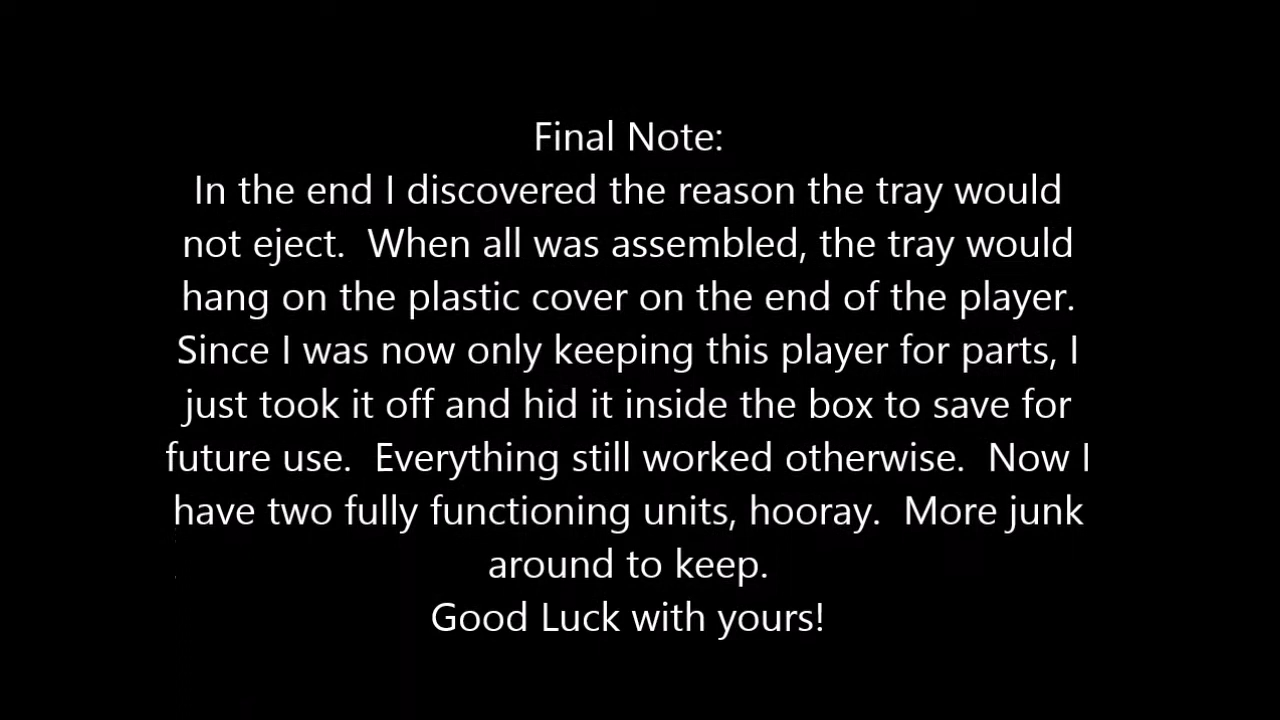 Final Note:
In the end I discovered the reason the tray would
not eject.  When all was assembled, the tray would
hang on the plastic cover on the end of the player.
Since I was now only keeping this player for parts, I
just took it off and hid it inside the box to save for
future use.  Everything still worked otherwise.  Now I
have two fully functioning units, hooray.  More junk
around to keep.
Good Luck with yours!